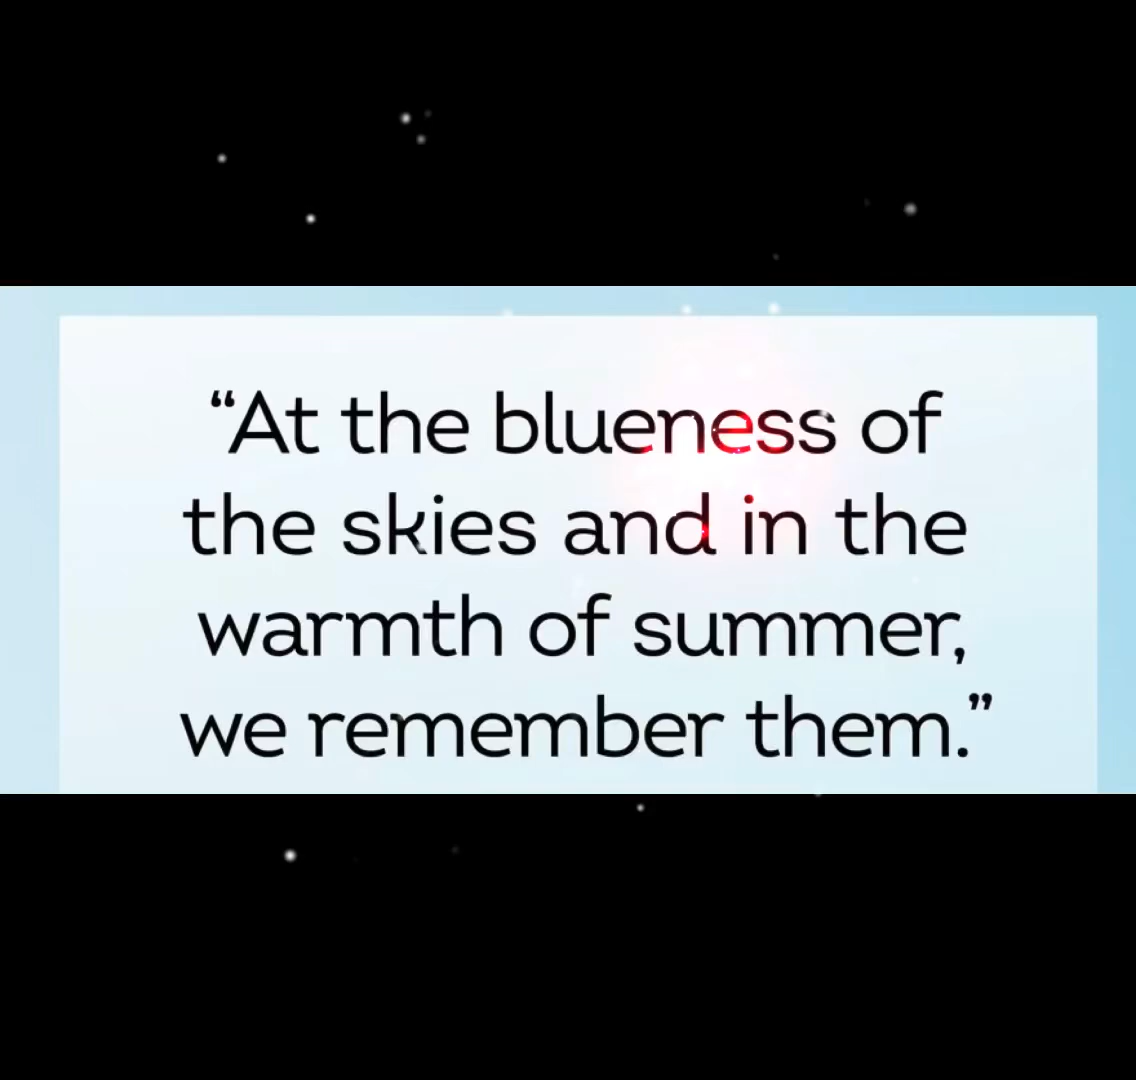 “At the blueness of
the skies and in the
warmth of summer,
we remember them.”